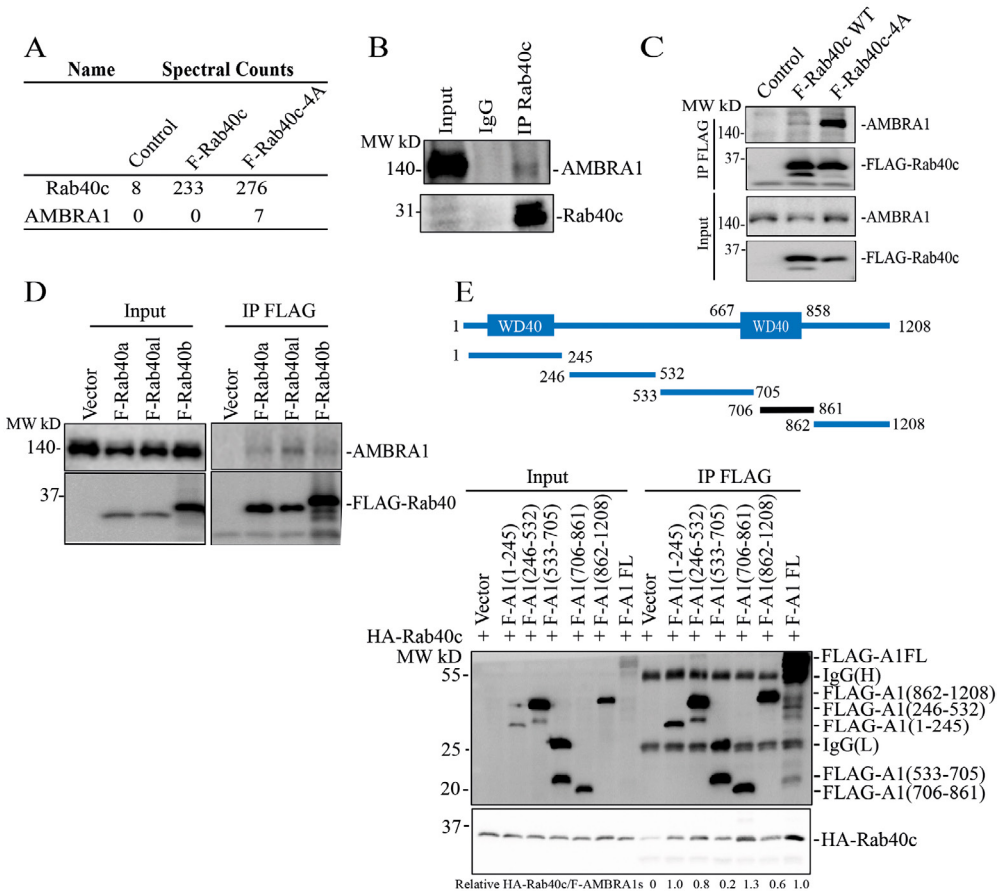 A
Name Spectral Counts
Control F-Rab40c F-Rab40c-4A
Rab40c 8 233 276
AMBRA1 0 0 7
B
Input IgG IP Rab40c
MW kD
140- -AMBRA1
31- -Rab40c
C
Control F-Rab40c WT F-Rab40c-4A
MW kD
IP FLAG
140- -AMBRA1
37- -FLAG-Rab40c
Input
140- -AMBRA1
37- -FLAG-Rab40c
D
Input IP FLAG
Vector F-Rab40a F-Rab40al F-Rab40b Vector F-Rab40a F-Rab40al F-Rab40b
MW kD
140- -AMBRA1
37- -FLAG-Rab40
E
667 858
1 WD40 WD40 1208
1 245
246 532
533 705
706 861
862 1208
Input IP FLAG
Vector F-A1(1-245) F-A1(246-532) F-A1(533-705) F-A1(706-861) F-A1(862-1208) F-A1 FL Vector F-A1(1-245) F-A1(246-532) F-A1(533-705) F-A1(706-861) F-A1(862-1208) F-A1 FL
HA-Rab40c + + + + + + + + + + + + + +
MW kD
-FLAG-A1FL
55- -IgG(H)
-FLAG-A1(862-1208)
-FLAG-A1(246-532)
-FLAG-A1(1-245)
25- -IgG(L)
-FLAG-A1(533-705)
20- -FLAG-A1(706-861)
37- -HA-Rab40c
Relative HA-Rab40c/F-AMBRA1s 0 1.0 0.8 0.2 1.3 0.6 1.0